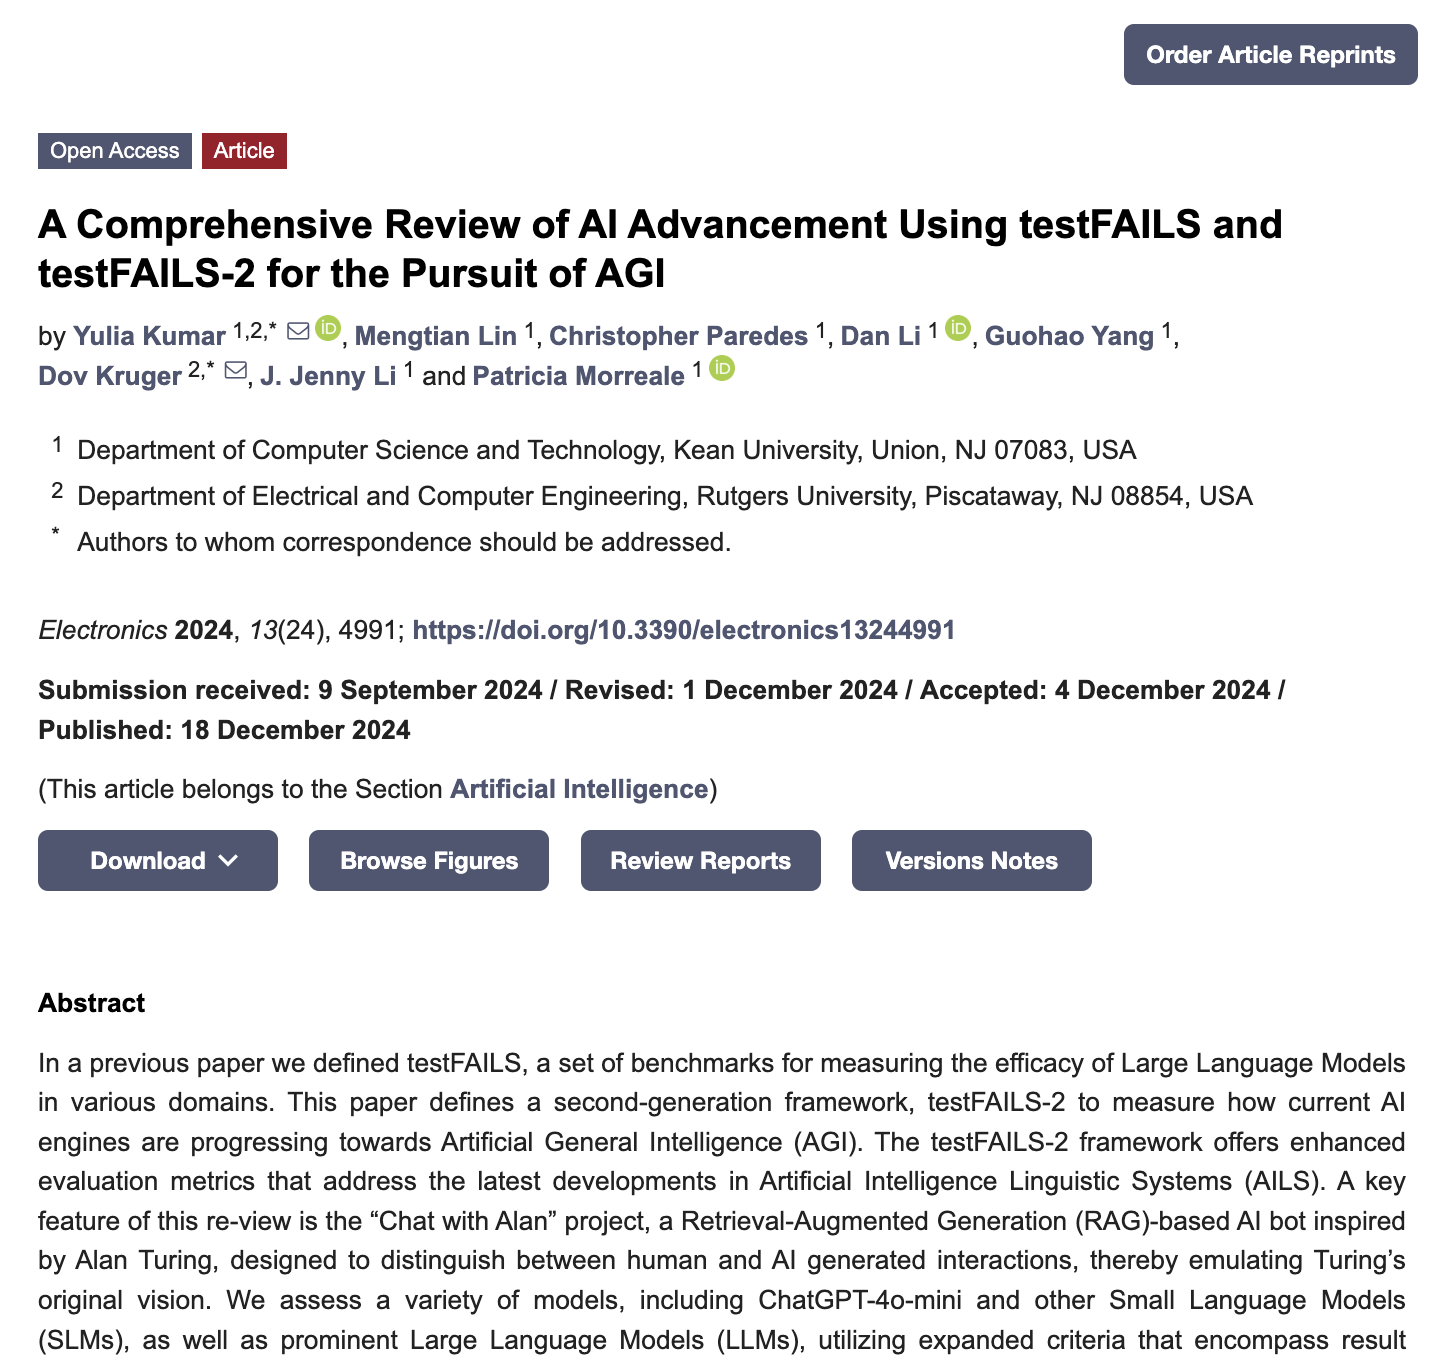 Order Article Reprints
Open Access Article
A Comprehensive Review of AI Advancement Using testFAILS and
testFAILS-2 for the Pursuit of AGI
by Yulia Kumar 1,2,* iD, Mengtian Lin 1, Christopher Paredes 1, Dan Li 1 iD, Guohao Yang 1,
Dov Kruger 2,*, J. Jenny Li 1 and Patricia Morreale 1 iD
1 Department of Computer Science and Technology, Kean University, Union, NJ 07083, USA
2 Department of Electrical and Computer Engineering, Rutgers University, Piscataway, NJ 08854, USA
* Authors to whom correspondence should be addressed.
Electronics 2024, 13(24), 4991; https://doi.org/10.3390/electronics13244991
Submission received: 9 September 2024 / Revised: 1 December 2024 / Accepted: 4 December 2024 /
Published: 18 December 2024
(This article belongs to the Section Artificial Intelligence)
Download Browse Figures Review Reports Versions Notes
Abstract
In a previous paper we defined testFAILS, a set of benchmarks for measuring the efficacy of Large Language Models
in various domains. This paper defines a second-generation framework, testFAILS-2 to measure how current AI
engines are progressing towards Artificial General Intelligence (AGI). The testFAILS-2 framework offers enhanced
evaluation metrics that address the latest developments in Artificial Intelligence Linguistic Systems (AILS). A key
feature of this re-view is the “Chat with Alan” project, a Retrieval-Augmented Generation (RAG)-based AI bot inspired
by Alan Turing, designed to distinguish between human and AI generated interactions, thereby emulating Turing’s
original vision. We assess a variety of models, including ChatGPT-4o-mini and other Small Language Models
(SLMs), as well as prominent Large Language Models (LLMs), utilizing expanded criteria that encompass result